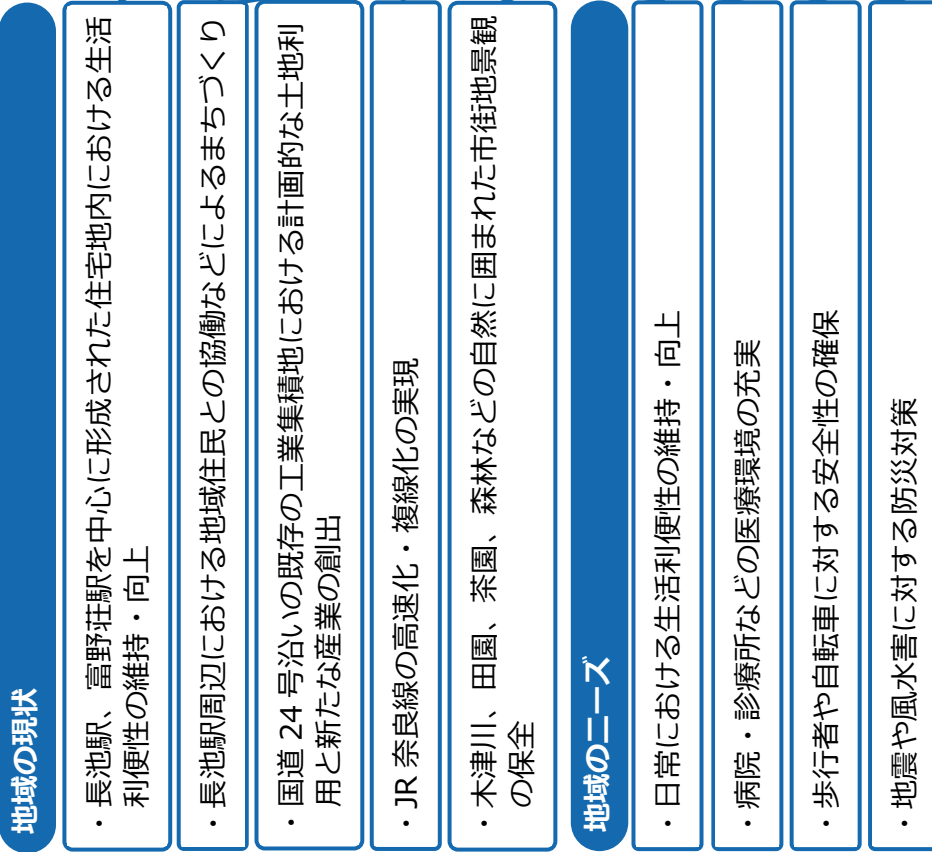 地域の現状
・長池駅、富野荘駅を中心に形成された住宅地内における生活
利便性の維持・向上
・長池駅周辺における地域住民との協働などによるまちづくり
・国道 24 号沿いの既存の工業集積地における計画的な土地利
用と新たな産業の創出
・JR 奈良線の高速化・複線化の実現
・木津川、田園、茶園、森林などの自然に囲まれた市街地景観
の保全
地域のニーズ
・日常における生活利便性の維持・向上
・病院・診療所などの医療環境の充実
・歩行者や自転車に対する安全性の確保
・地震や風水害に対する防災対策